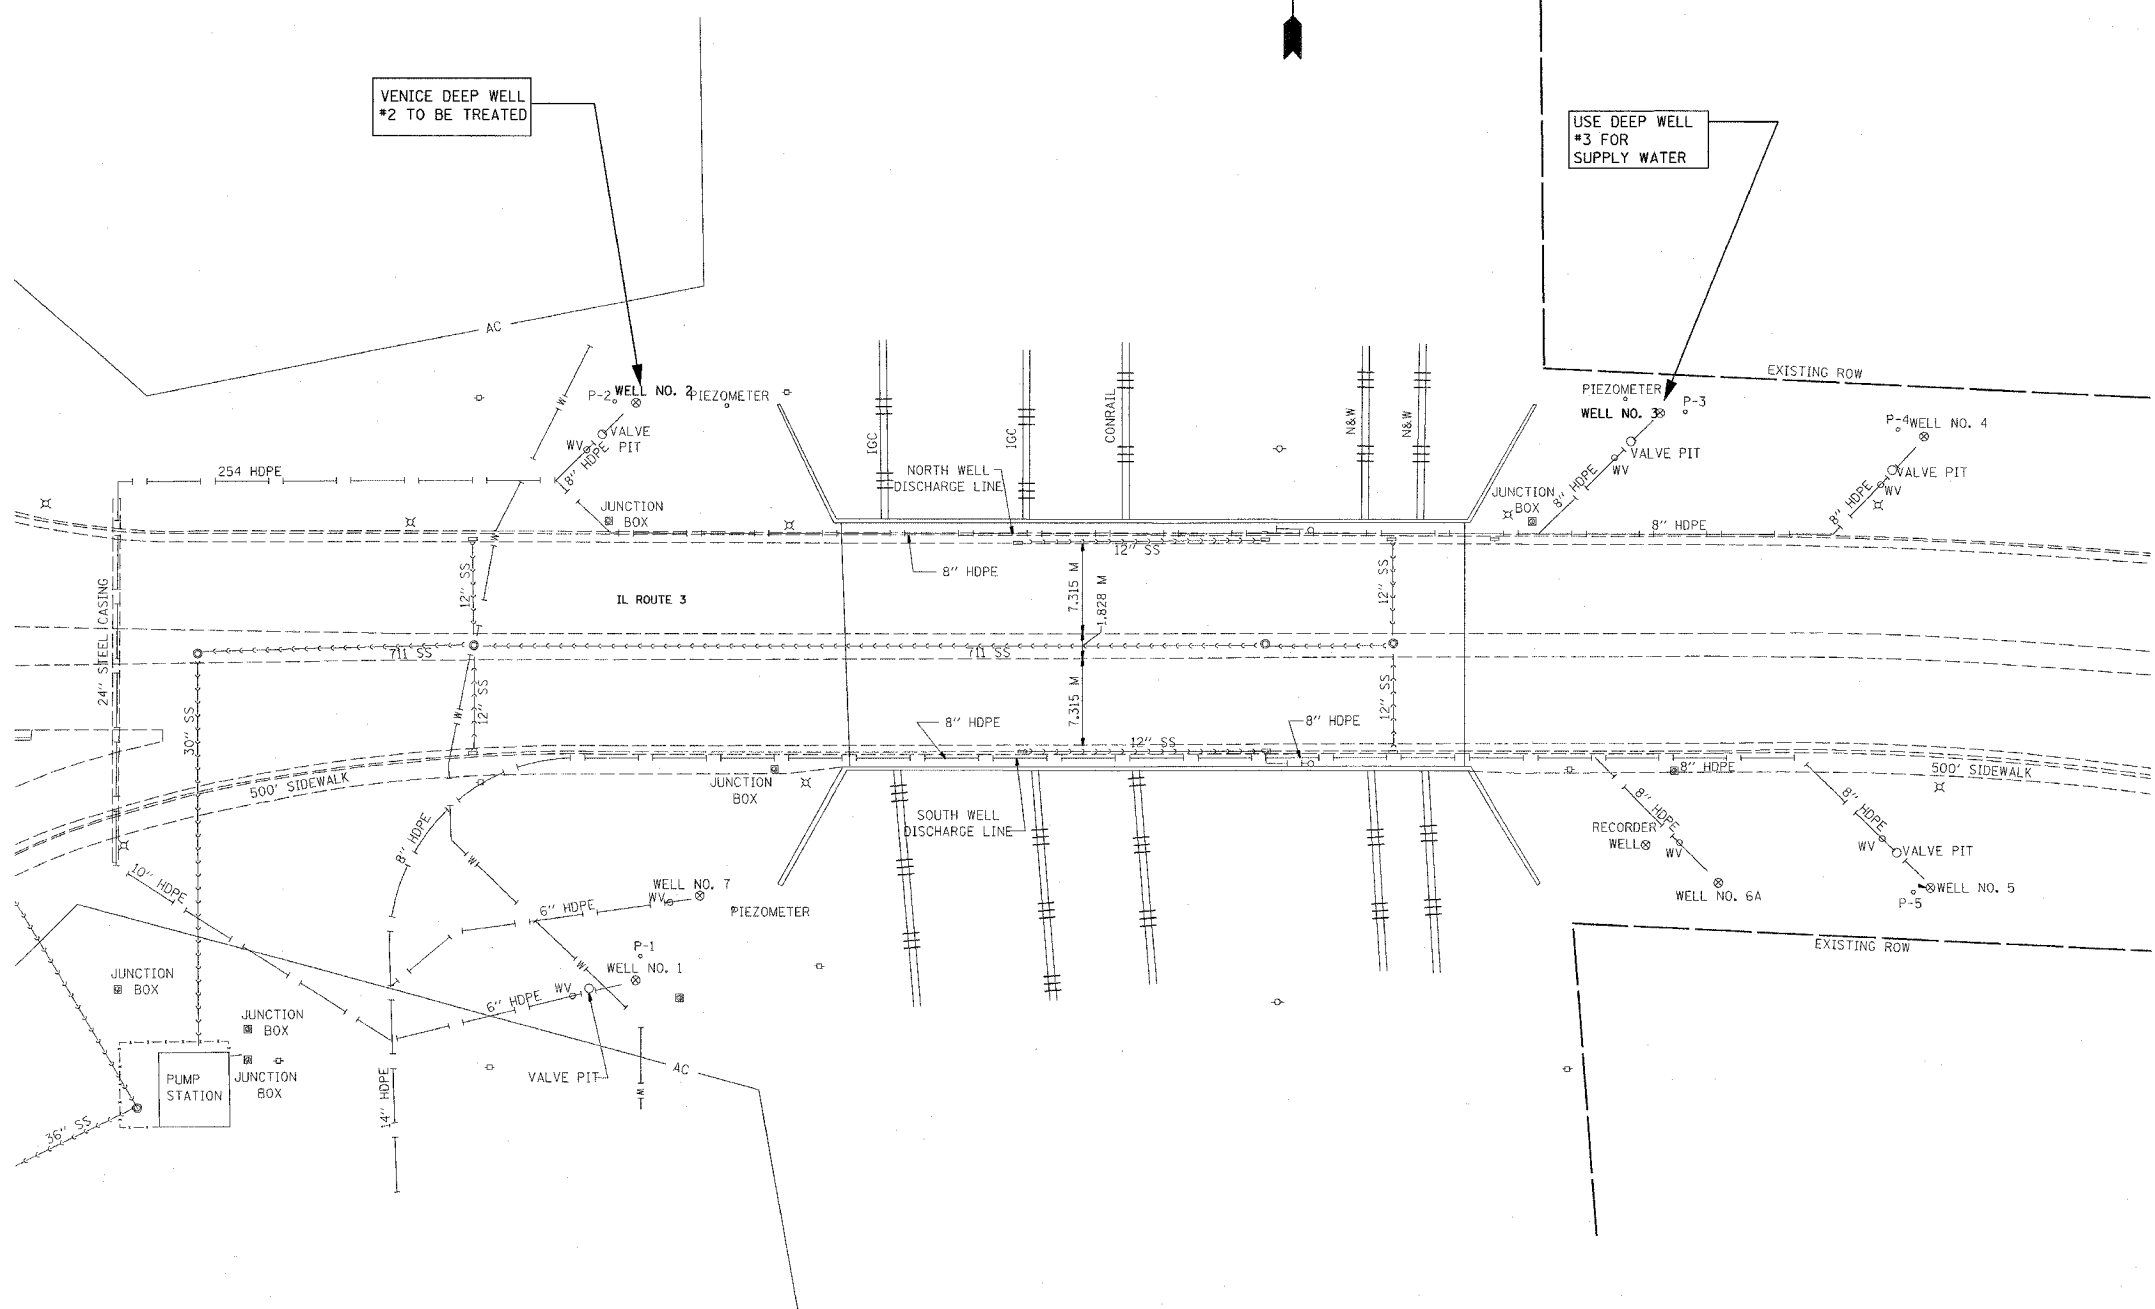 VENICE DEEP WELL
#2 TO BE TREATED
USE DEEP WELL
#3 FOR
SUPPLY WATER
AC
EXISTING ROW
P-2
WELL NO. 2
PIEZOMETER
W
WV
VALVE
PIT
8" HDPE
254 HDPE
JUNCTION
BOX
IGC
IGC
CONRAIL
N&W
N&W
NORTH WELL
DISCHARGE LINE
PIEZOMETER
WELL NO. 3
P-3
VALVE PIT
WV
8" HDPE
JUNCTION
BOX
P-4
WELL NO. 4
VALVE PIT
WV
8" HDPE
8" HDPE
W
12" SS
8" HDPE
12" SS
7.315 M
1.828 M
12" SS
IL ROUTE 3
24" STEEL CASING
711 SS
711 SS
W
12" SS
30" SS
7.315 M
12" SS
8" HDPE
8" HDPE
12" SS
500' SIDEWALK
JUNCTION
BOX
8" HDPE
500' SIDEWALK
8" HDPE
W
SOUTH WELL
DISCHARGE LINE
8" HDPE
RECORDER
WELL
WV
WELL NO. 6A
8" HDPE
WV
VALVE PIT
WELL NO. 5
P-5
EXISTING ROW
10" HDPE
WELL NO. 7
WV
6" HDPE
PIEZOMETER
P-1
WELL NO. 1
W
WV
6" HDPE
VALVE PIT
JUNCTION
BOX
JUNCTION
BOX
JUNCTION
BOX
PUMP
STATION
36" SS
14" HDPE
AC
W